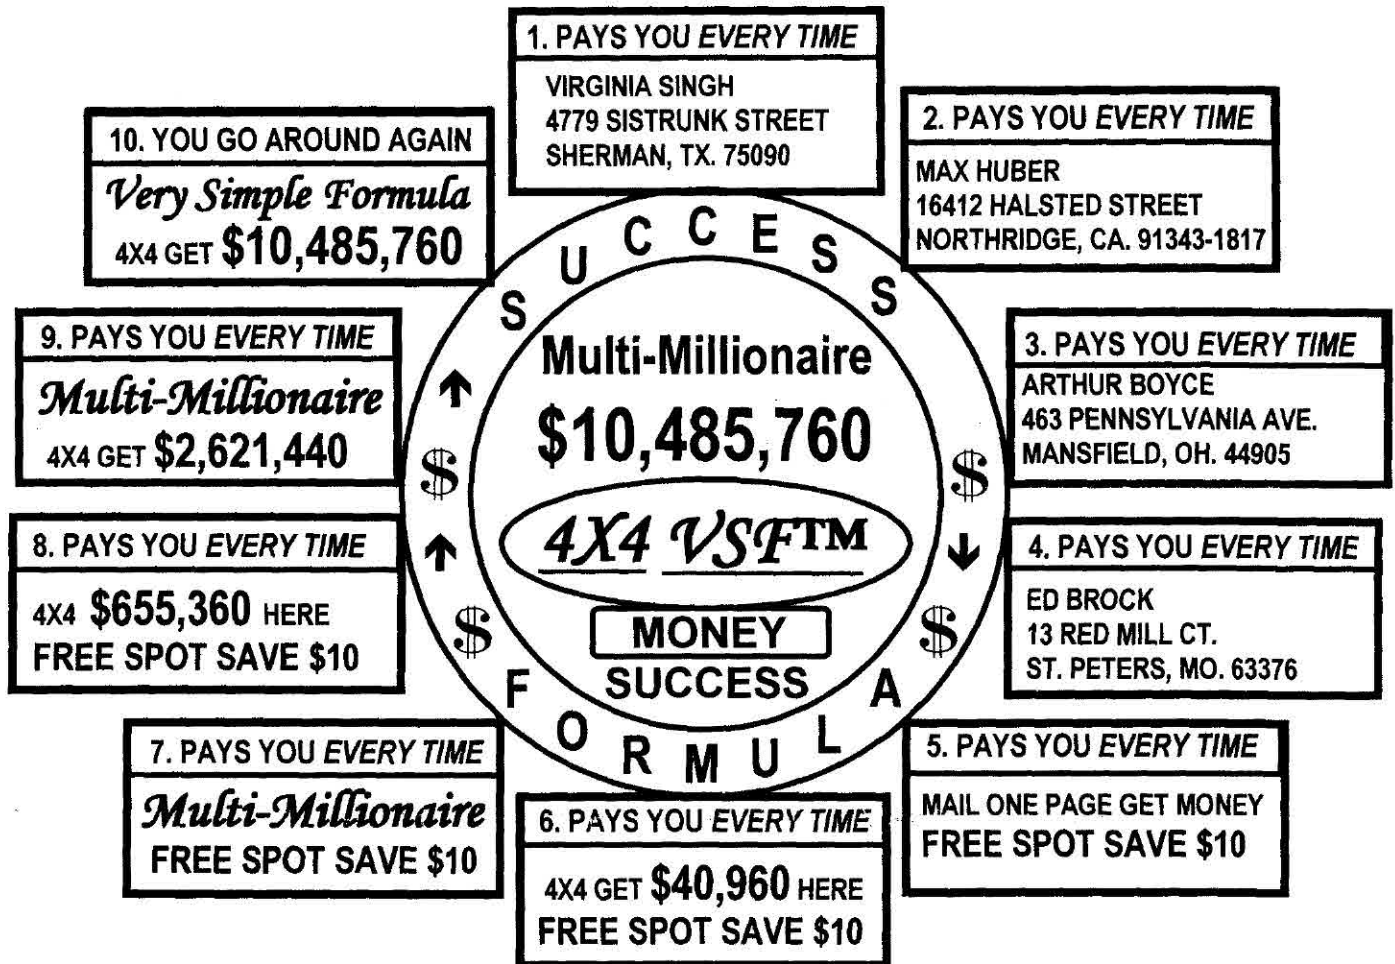 1. PAYS YOU EVERY TIME
VIRGINIA SINGH
4779 SISTRUNK STREET
SHERMAN, TX. 75090
2. PAYS YOU EVERY TIME
MAX HUBER
16412 HALSTED STREET
NORTHRIDGE, CA. 91343-1817
3. PAYS YOU EVERY TIME
ARTHUR BOYCE
463 PENNSYLVANIA AVE.
MANSFIELD, OH. 44905
4. PAYS YOU EVERY TIME
ED BROCK
13 RED MILL CT.
ST. PETERS, MO. 63376
5. PAYS YOU EVERY TIME
MAIL ONE PAGE GET MONEY
FREE SPOT SAVE $10
6. PAYS YOU EVERY TIME
4X4 GET $40,960 HERE
FREE SPOT SAVE $10
7. PAYS YOU EVERY TIME
Multi-Millionaire
FREE SPOT SAVE $10
8. PAYS YOU EVERY TIME
4X4 $655,360 HERE
FREE SPOT SAVE $10
9. PAYS YOU EVERY TIME
Multi-Millionaire
4X4 GET $2,621,440
10. YOU GO AROUND AGAIN
Very Simple Formula
4X4 GET $10,485,760
SUCCESS
$ ↓ $
FORMULA
$ ↑ $ ↑
Multi-Millionaire
$10,485,760
4X4 VSF™
MONEY
SUCCESS